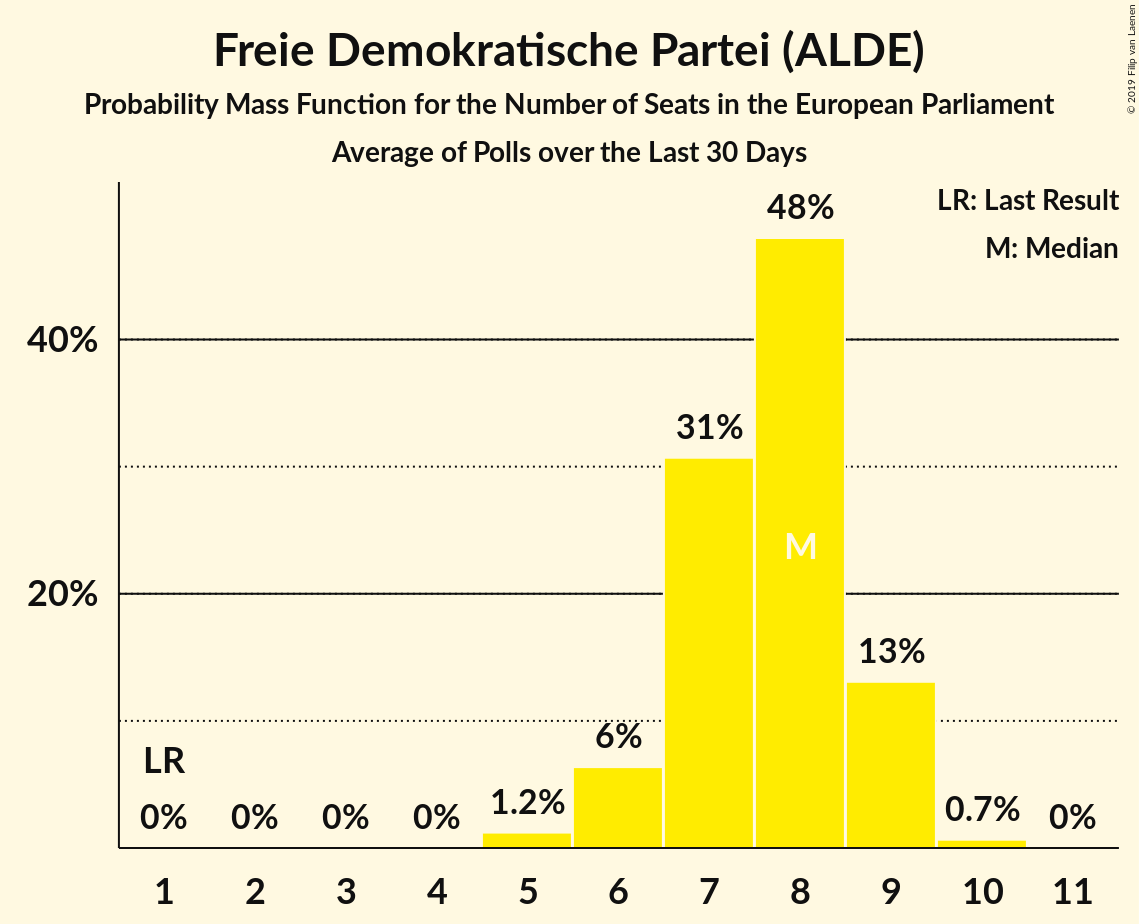 Freie Demokratische Partei (ALDE)
Probability Mass Function for the Number of Seats in the European Parliament
Average of Polls over the Last 30 Days
© 2019 Filip van Laenen
LR: Last Result
M: Median
48%
40%
31%
M
20%
13%
6%
LR
1.2%
0.7%
0%
0%
0%
0%
0%
1 2 3 4 5 6 7 8 9 10 11